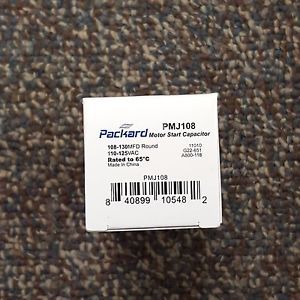 Packard
PMJ108
Motor Start Capacitor
108-130MFD Round
110-125VAC
Rated to 65°C
Made In China
11010
G22-651
A800-118
PMJ108
8 40899 10548 2